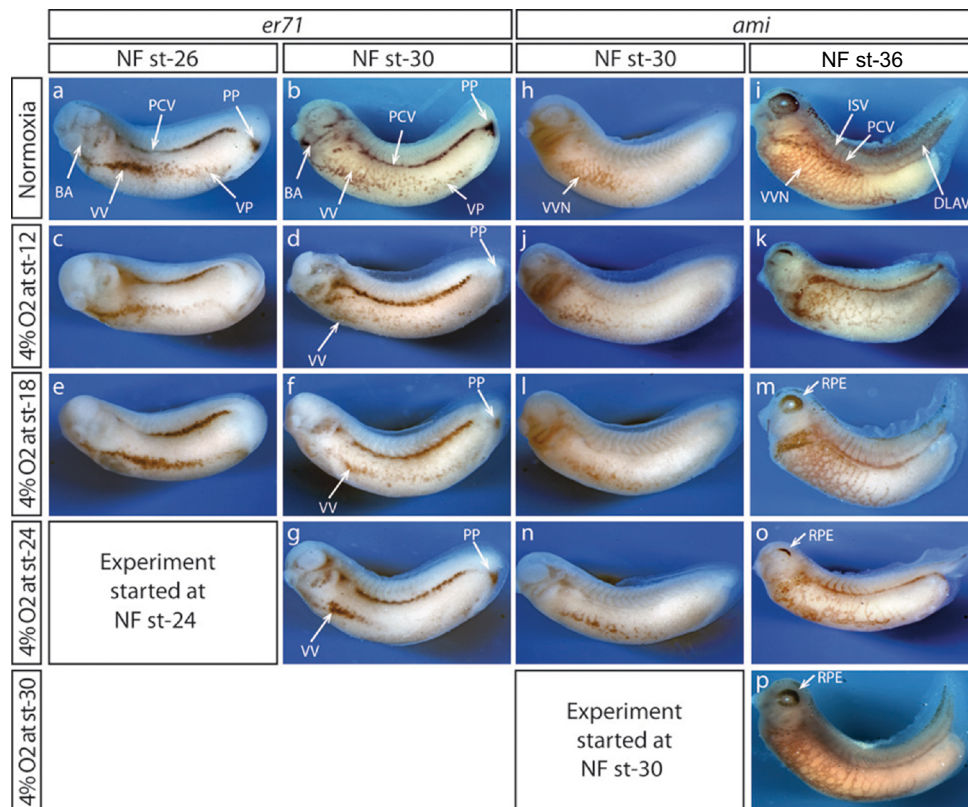 er71
ami
NF st-26
NF st-30
NF st-30
NF st-36
Normoxia
a
PCV
PP
BA
VV
VP
b
PCV
PP
BA
VV
VP
h
VVN
i
ISV
PCV
VVN
DLAV
4% O2 at st-12
c
d
PP
VV
j
k
4% O2 at st-18
e
f
PP
VV
l
m
RPE
4% O2 at st-24
Experiment
started at
NF st-24
g
PP
VV
n
o
RPE
4% O2 at st-30
Experiment
started at
NF st-30
p
RPE